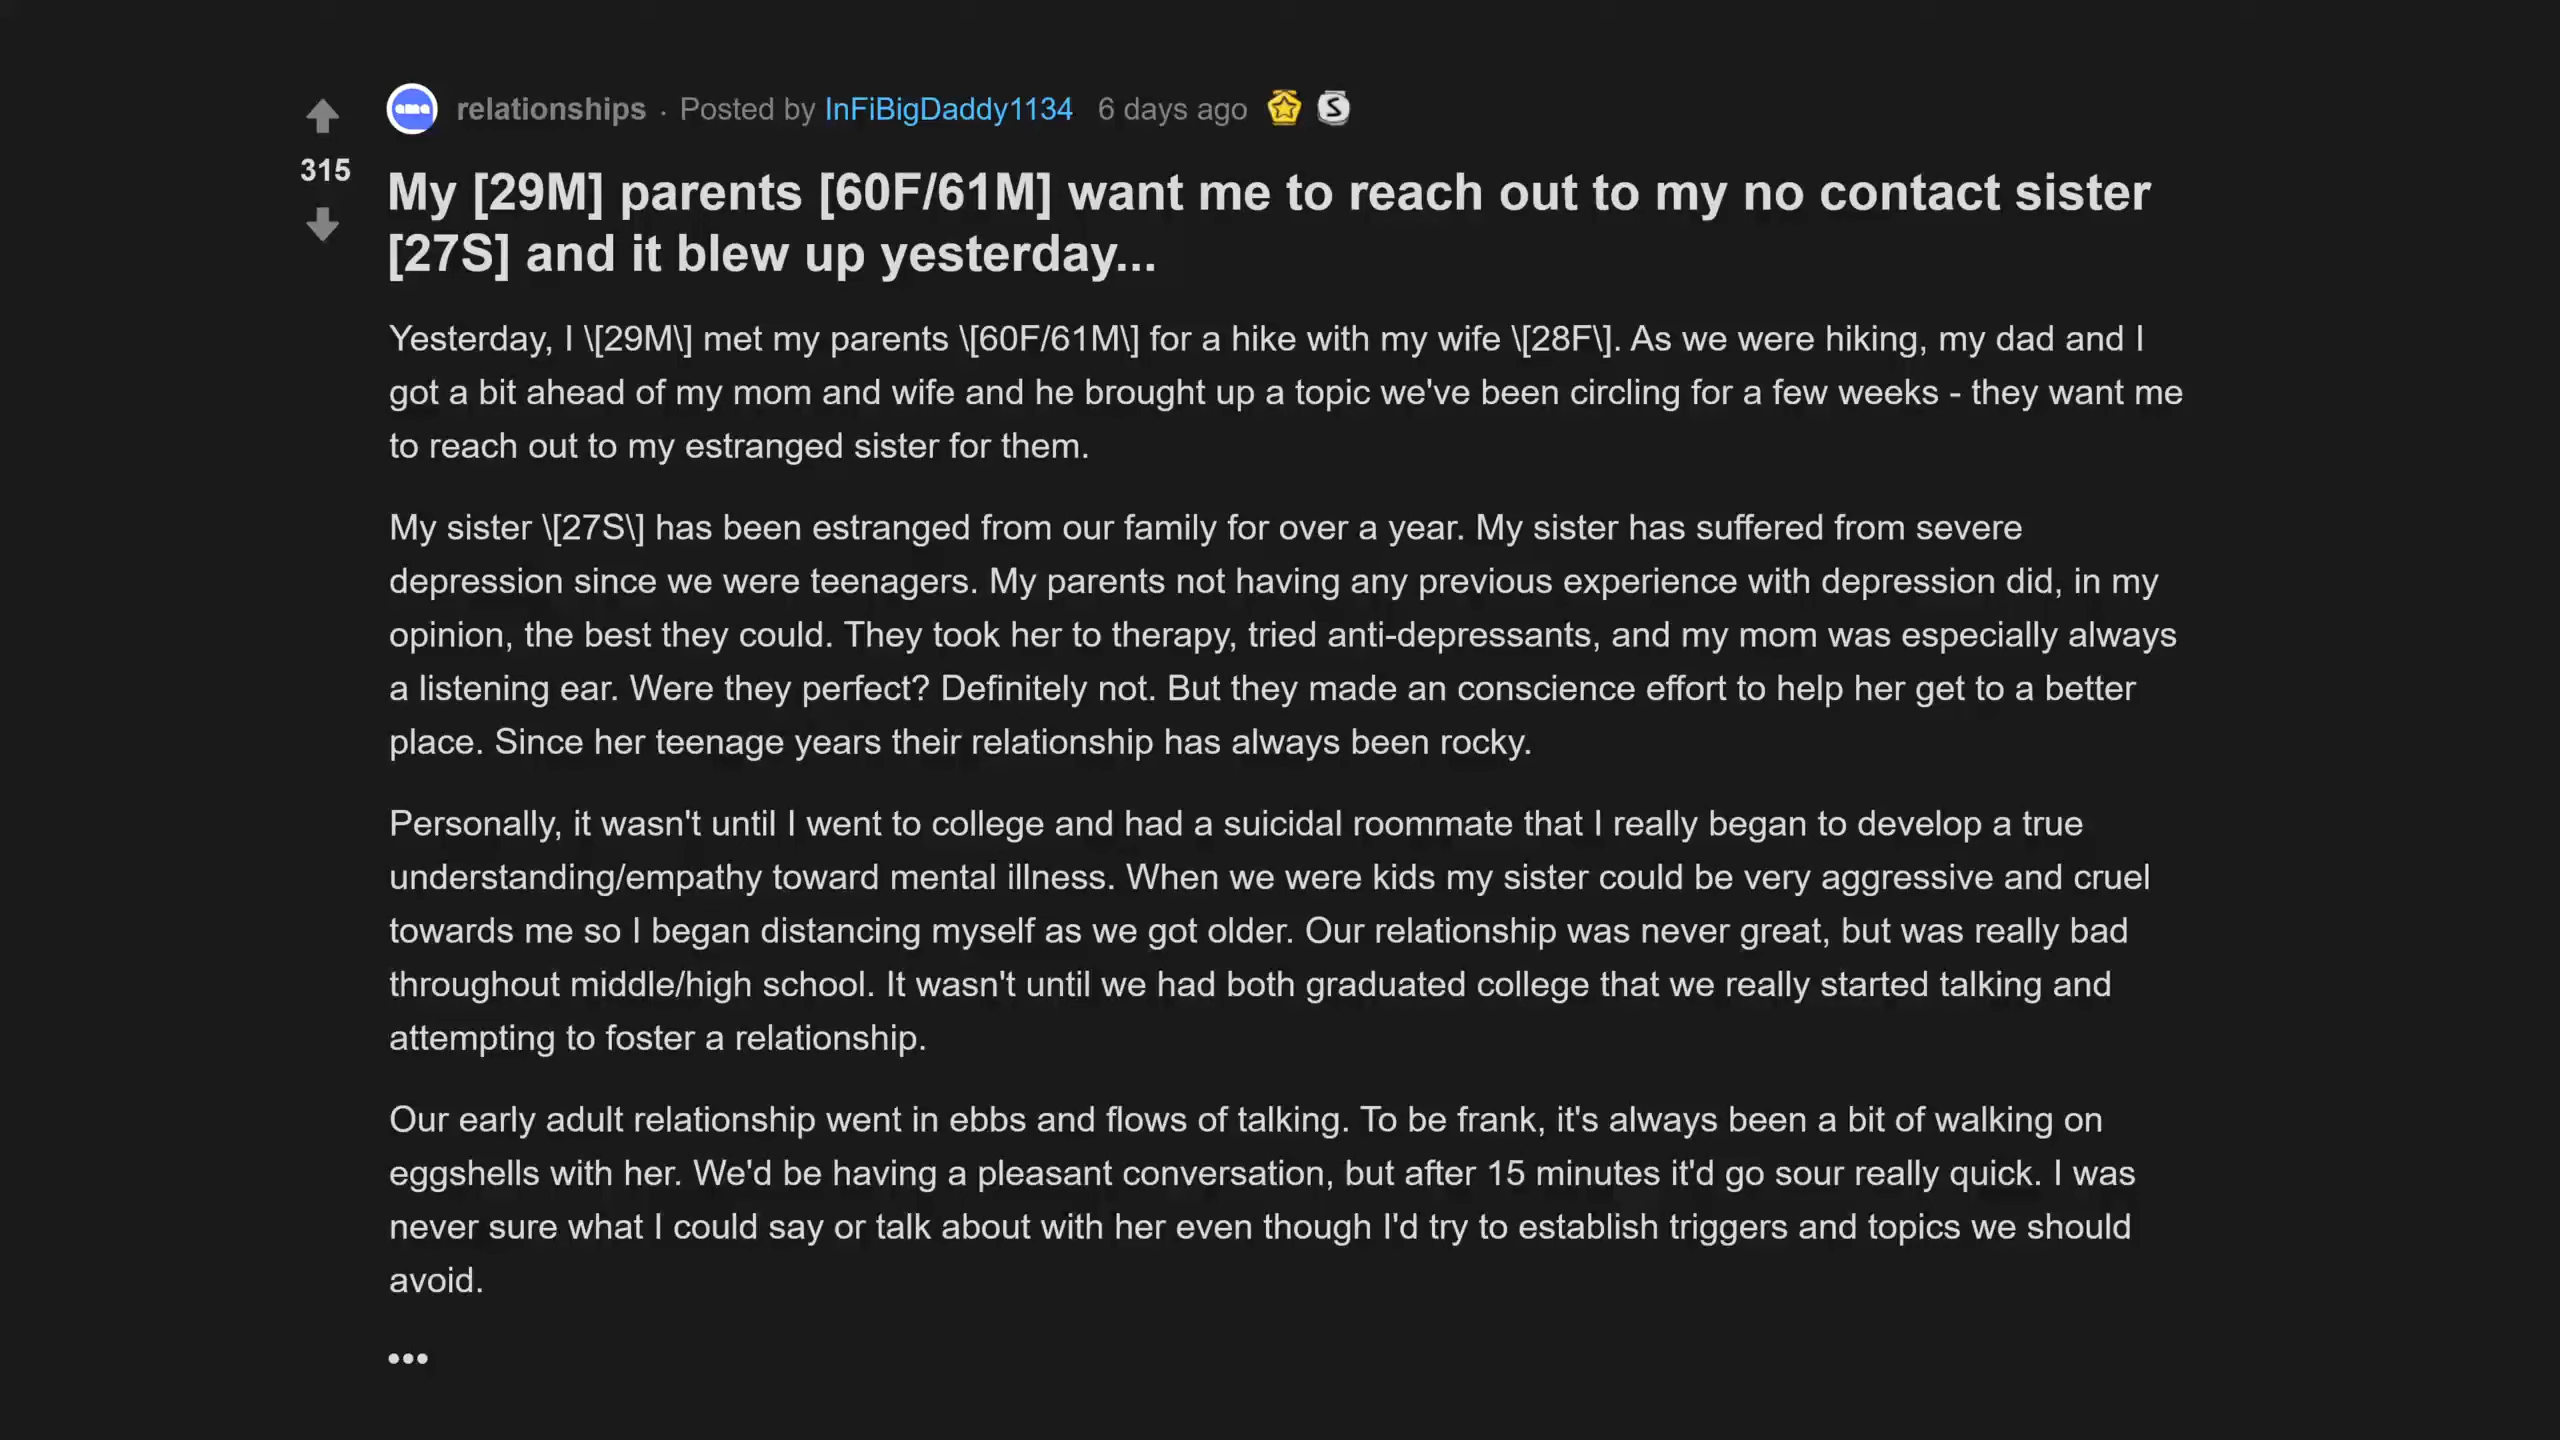 relationships · Posted by InFiBigDaddy1134 6 days ago
315
My [29M] parents [60F/61M] want me to reach out to my no contact sister
[27S] and it blew up yesterday...
Yesterday, I \[29M\] met my parents \[60F/61M\] for a hike with my wife \[28F\]. As we were hiking, my dad and I
got a bit ahead of my mom and wife and he brought up a topic we've been circling for a few weeks - they want me
to reach out to my estranged sister for them.
My sister \[27S\] has been estranged from our family for over a year. My sister has suffered from severe
depression since we were teenagers. My parents not having any previous experience with depression did, in my
opinion, the best they could. They took her to therapy, tried anti-depressants, and my mom was especially always
a listening ear. Were they perfect? Definitely not. But they made an conscience effort to help her get to a better
place. Since her teenage years their relationship has always been rocky.
Personally, it wasn't until I went to college and had a suicidal roommate that I really began to develop a true
understanding/empathy toward mental illness. When we were kids my sister could be very aggressive and cruel
towards me so I began distancing myself as we got older. Our relationship was never great, but was really bad
throughout middle/high school. It wasn't until we had both graduated college that we really started talking and
attempting to foster a relationship.
Our early adult relationship went in ebbs and flows of talking. To be frank, it's always been a bit of walking on
eggshells with her. We'd be having a pleasant conversation, but after 15 minutes it'd go sour really quick. I was
never sure what I could say or talk about with her even though I'd try to establish triggers and topics we should
avoid.
•••